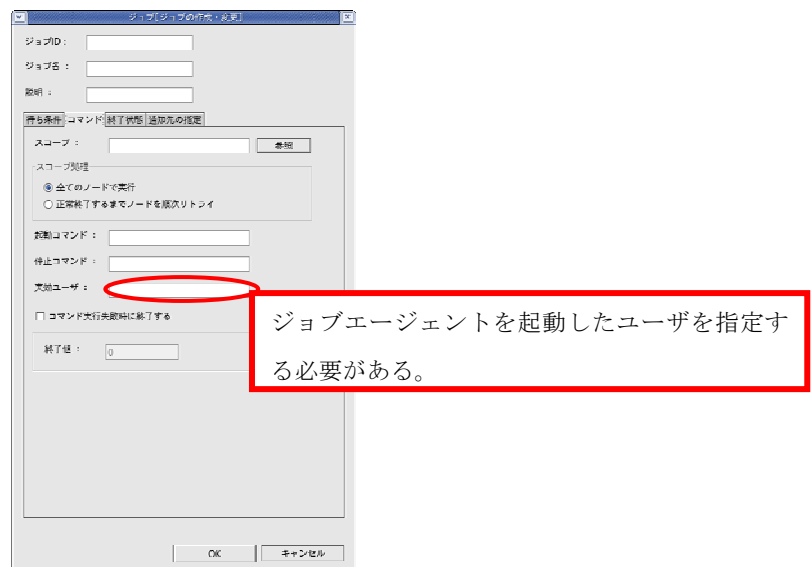 ジョブ[ジョブの作成・変更]
ジョブID：
ジョブ名：
説明：
待ち条件 コマンド 終了状態 通知先の指定
スコープ： 参照
スコープ処理
全てのノードで実行
正常終了するまでノードを順次リトライ
起動コマンド：
停止コマンド：
実効ユーザ：
コマンド実行失敗時に終了する
終了値： 0
ジョブエージェントを起動したユーザを指定す
る必要がある。
OK キャンセル